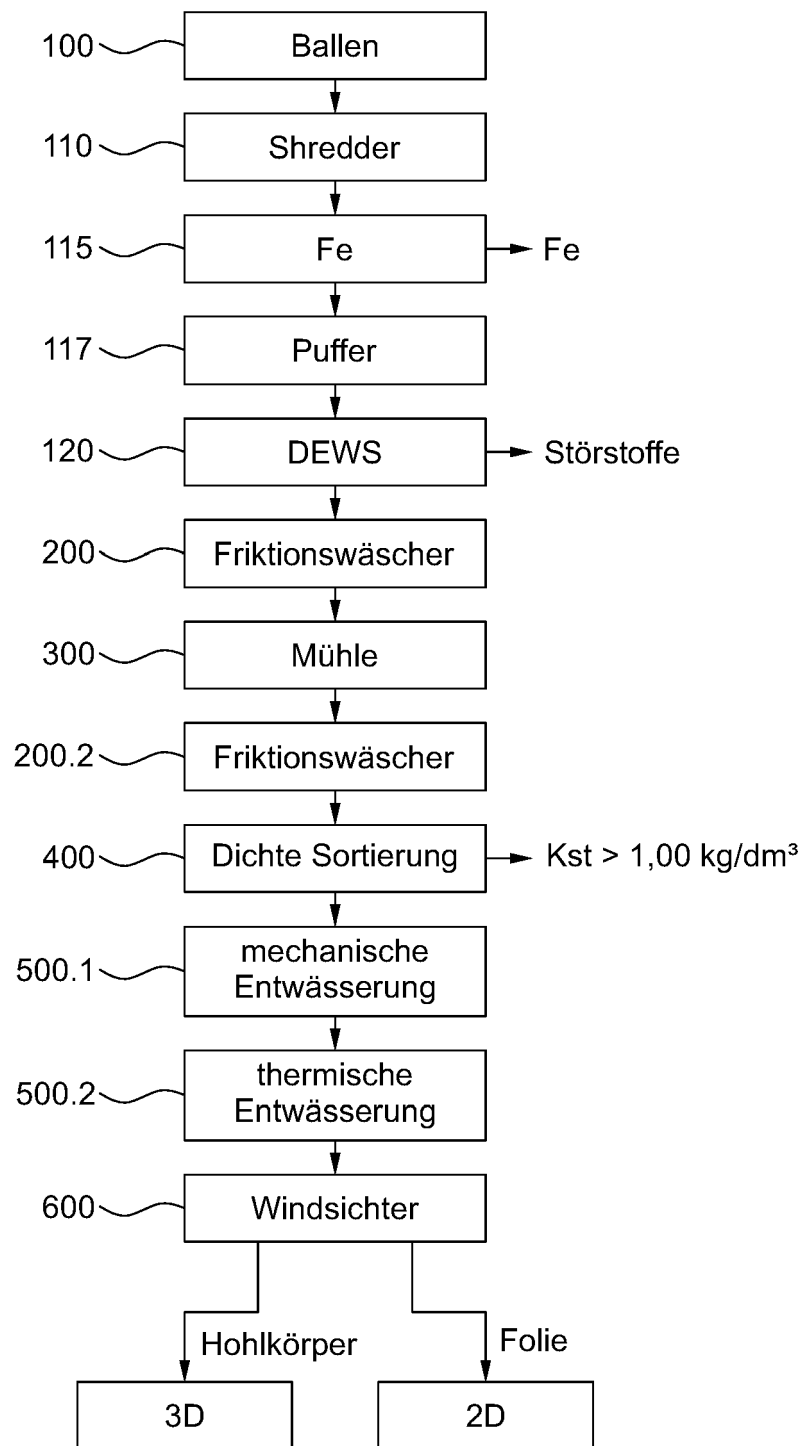 100 Ballen
110 Shredder
115 Fe Fe
117 Puffer
120 DEWS Störstoffe
200 Friktionswäscher
300 Mühle
200.2 Friktionswäscher
400 Dichte Sortierung Kst > 1,00 kg/dm³
500.1 mechanische
Entwässerung
500.2 thermische
Entwässerung
600 Windsichter
Hohlkörper Folie
3D 2D